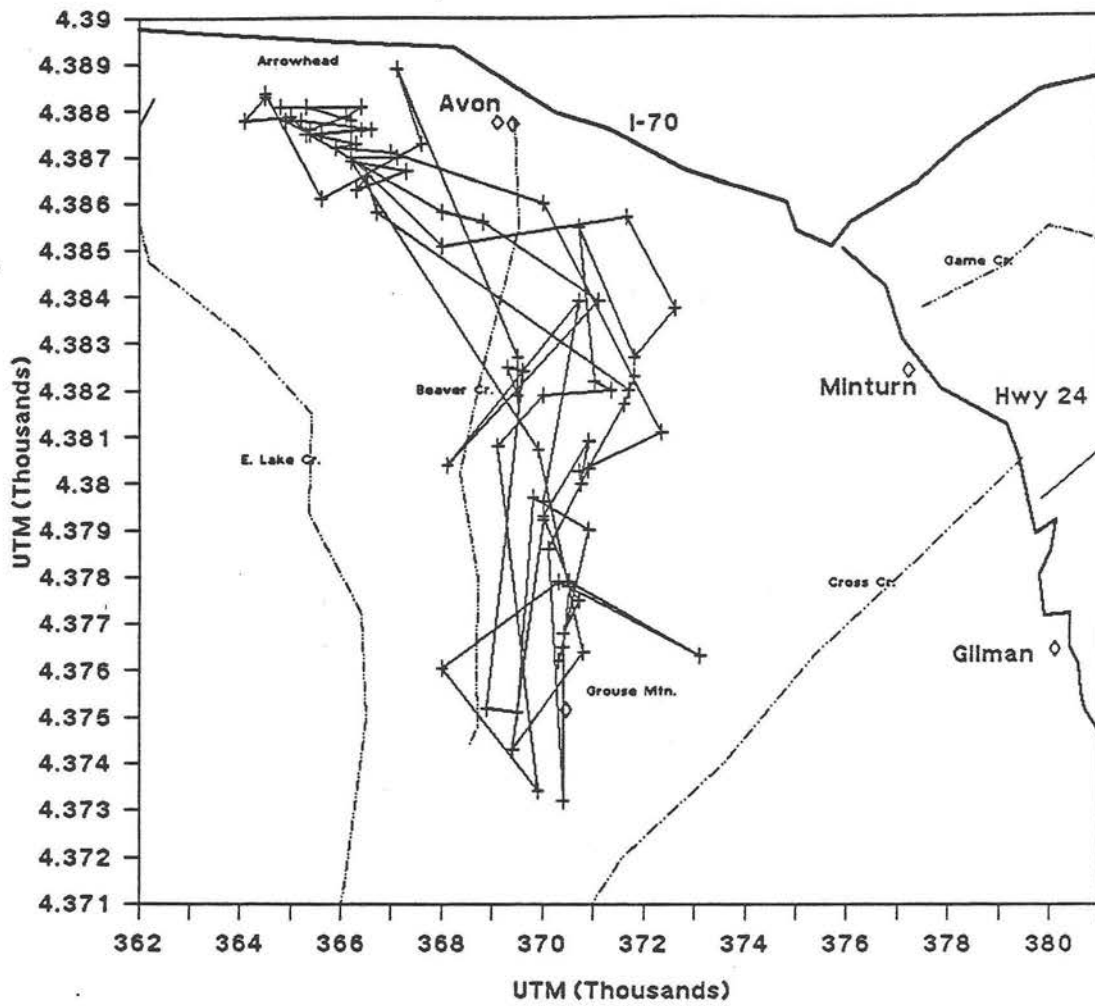 4.39
4.389
4.388
4.387
4.386
4.385
4.384
4.383
4.382
4.381
4.38
4.379
4.378
4.377
4.376
4.375
4.374
4.373
4.372
4.371
UTM (Thousands)
Arrowhead
Avon
I-70
Game Cr.
Beaver Cr.
Minturn
Hwy 24
E. Lake Cr.
Cross Cr.
Gilman
Grouse Mtn.
362 364 366 368 370 372 374 376 378 380
UTM (Thousands)